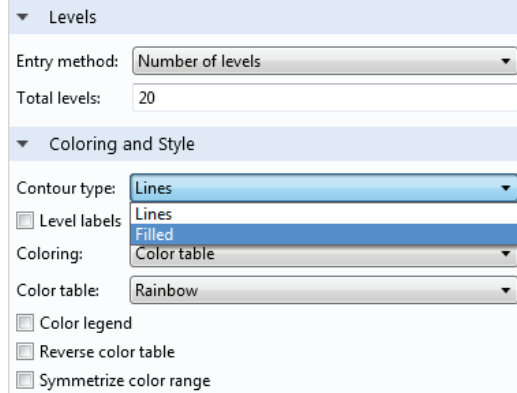 Levels
Entry method: Number of levels
Total levels: 20
Coloring and Style
Contour type: Lines
Level labels Lines
Filled
Coloring: Color table
Color table: Rainbow
Color legend
Reverse color table
Symmetrize color range